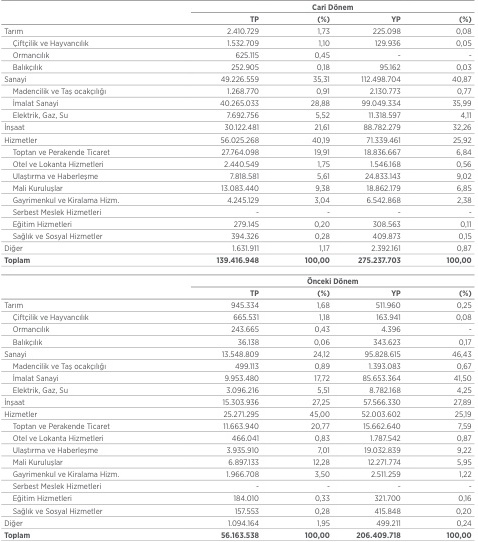 Cari Dönem
TP (%) YP (%)
Tarım 2.410.729 1,73 225.098 0,08
Çiftçilik ve Hayvancılık 1.532.709 1,10 129.936 0,05
Ormancılık 625.115 0,45 - -
Balıkçılık 252.905 0,18 95.162 0,03
Sanayi 49.226.559 35,31 112.498.704 40,87
Madencilik ve Taş ocakçılığı 1.268.770 0,91 2.130.773 0,77
İmalat Sanayi 40.265.033 28,88 99.049.334 35,99
Elektrik, Gaz, Su 7.692.756 5,52 11.318.597 4,11
İnşaat 30.122.481 21,61 88.782.279 32,26
Hizmetler 56.025.268 40,19 71.339.461 25,92
Toptan ve Perakende Ticaret 27.764.098 19,91 18.836.667 6,84
Otel ve Lokanta Hizmetleri 2.440.549 1,75 1.546.168 0,56
Ulaştırma ve Haberleşme 7.818.581 5,61 24.833.143 9,02
Mali Kuruluşlar 13.083.440 9,38 18.862.179 6,85
Gayrimenkul ve Kiralama Hizm. 4.245.129 3,04 6.542.868 2,38
Serbest Meslek Hizmetleri - - - -
Eğitim Hizmetleri 279.145 0,20 308.563 0,11
Sağlık ve Sosyal Hizmetler 394.326 0,28 409.873 0,15
Diğer 1.631.911 1,17 2.392.161 0,87
Toplam 139.416.948 100,00 275.237.703 100,00
Önceki Dönem
TP (%) YP (%)
Tarım 945.334 1,68 511.960 0,25
Çiftçilik ve Hayvancılık 665.531 1,18 163.941 0,08
Ormancılık 243.665 0,43 4.396 -
Balıkçılık 36.138 0,06 343.623 0,17
Sanayi 13.548.809 24,12 95.828.615 46,43
Madencilik ve Taş ocakçılığı 499.113 0,89 1.393.083 0,67
İmalat Sanayi 9.953.480 17,72 85.653.364 41,50
Elektrik, Gaz, Su 3.096.216 5,51 8.782.168 4,25
İnşaat 15.303.936 27,25 57.566.330 27,89
Hizmetler 25.271.295 45,00 52.003.602 25,19
Toptan ve Perakende Ticaret 11.663.940 20,77 15.662.640 7,59
Otel ve Lokanta Hizmetleri 466.041 0,83 1.787.542 0,87
Ulaştırma ve Haberleşme 3.935.910 7,01 19.032.839 9,22
Mali Kuruluşlar 6.897.133 12,28 12.271.774 5,95
Gayrimenkul ve Kiralama Hizm. 1.966.708 3,50 2.511.259 1,22
Serbest Meslek Hizmetleri - - - -
Eğitim Hizmetleri 184.010 0,33 321.700 0,16
Sağlık ve Sosyal Hizmetler 157.553 0,28 415.848 0,20
Diğer 1.094.164 1,95 499.211 0,24
Toplam 56.163.538 100,00 206.409.718 100,00